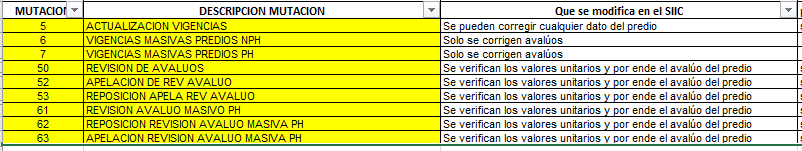 MUTACION DESCRIPCION MUTACION Que se modifica en el SIIC
5 ACTUALIZACION VIGENCIAS Se pueden corregir cualquier dato del predio
6 VIGENCIAS MASIVAS PREDIOS NPH Solo se corrigen avalúos
7 VIGENCIAS MASIVAS PREDIOS PH Solo se corrigen avalúos
50 REVISION DE AVALUOS Se verifican los valores unitarios y por ende el avalúo del predio
52 APELACION DE REV AVALUO Se verifican los valores unitarios y por ende el avalúo del predio
53 REPOSICION APELA REV AVALUO Se verifican los valores unitarios y por ende el avalúo del predio
61 REVISION AVALUO MASIVO PH Se verifican los valores unitarios y por ende el avalúo del predio
62 REPOSICION REVISION AVALUO MASIVA PH Se verifican los valores unitarios y por ende el avalúo del predio
63 APELACION REVISION AVALUO MASIVA PH Se verifican los valores unitarios y por ende el avalúo del predio